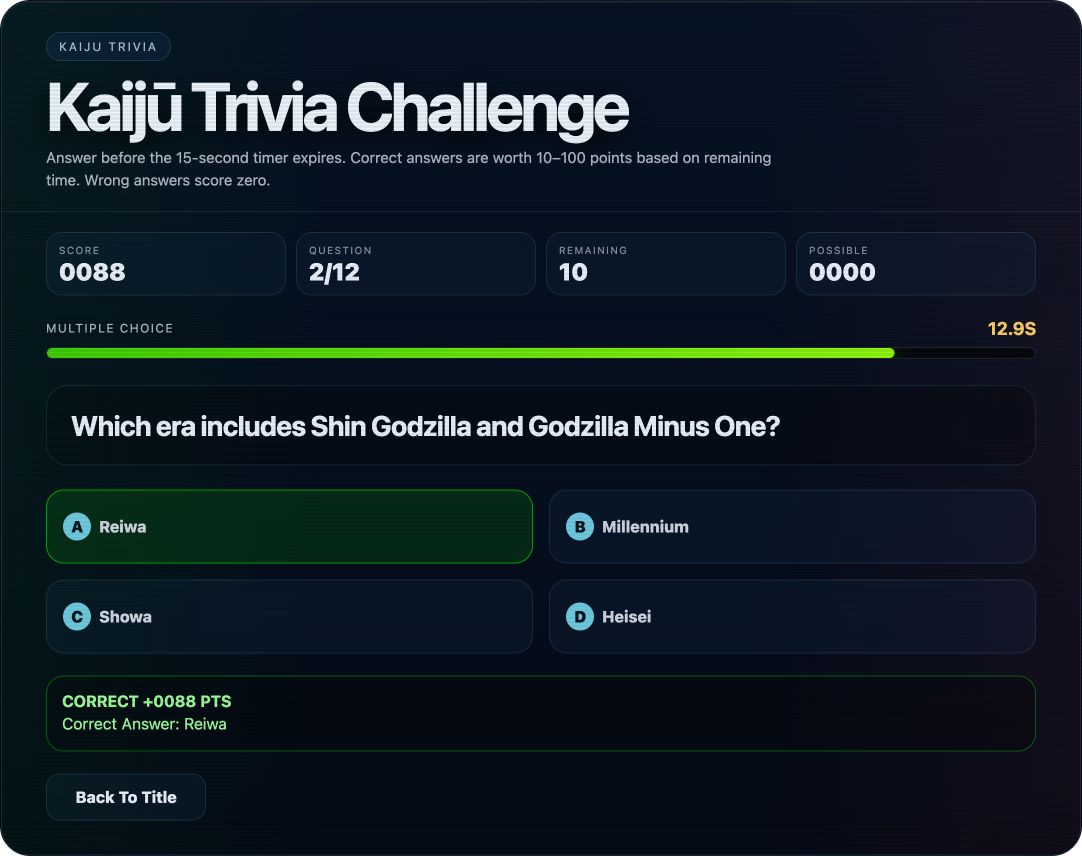 KAIJU TRIVIA
Kaijū Trivia Challenge
Answer before the 15-second timer expires. Correct answers are worth 10–100 points based on remaining
time. Wrong answers score zero.
SCORE
0088
QUESTION
2/12
REMAINING
10
POSSIBLE
0000
MULTIPLE CHOICE
12.9S
Which era includes Shin Godzilla and Godzilla Minus One?
A Reiwa
B Millennium
C Showa
D Heisei
CORRECT +0088 PTS
Correct Answer: Reiwa
Back To Title